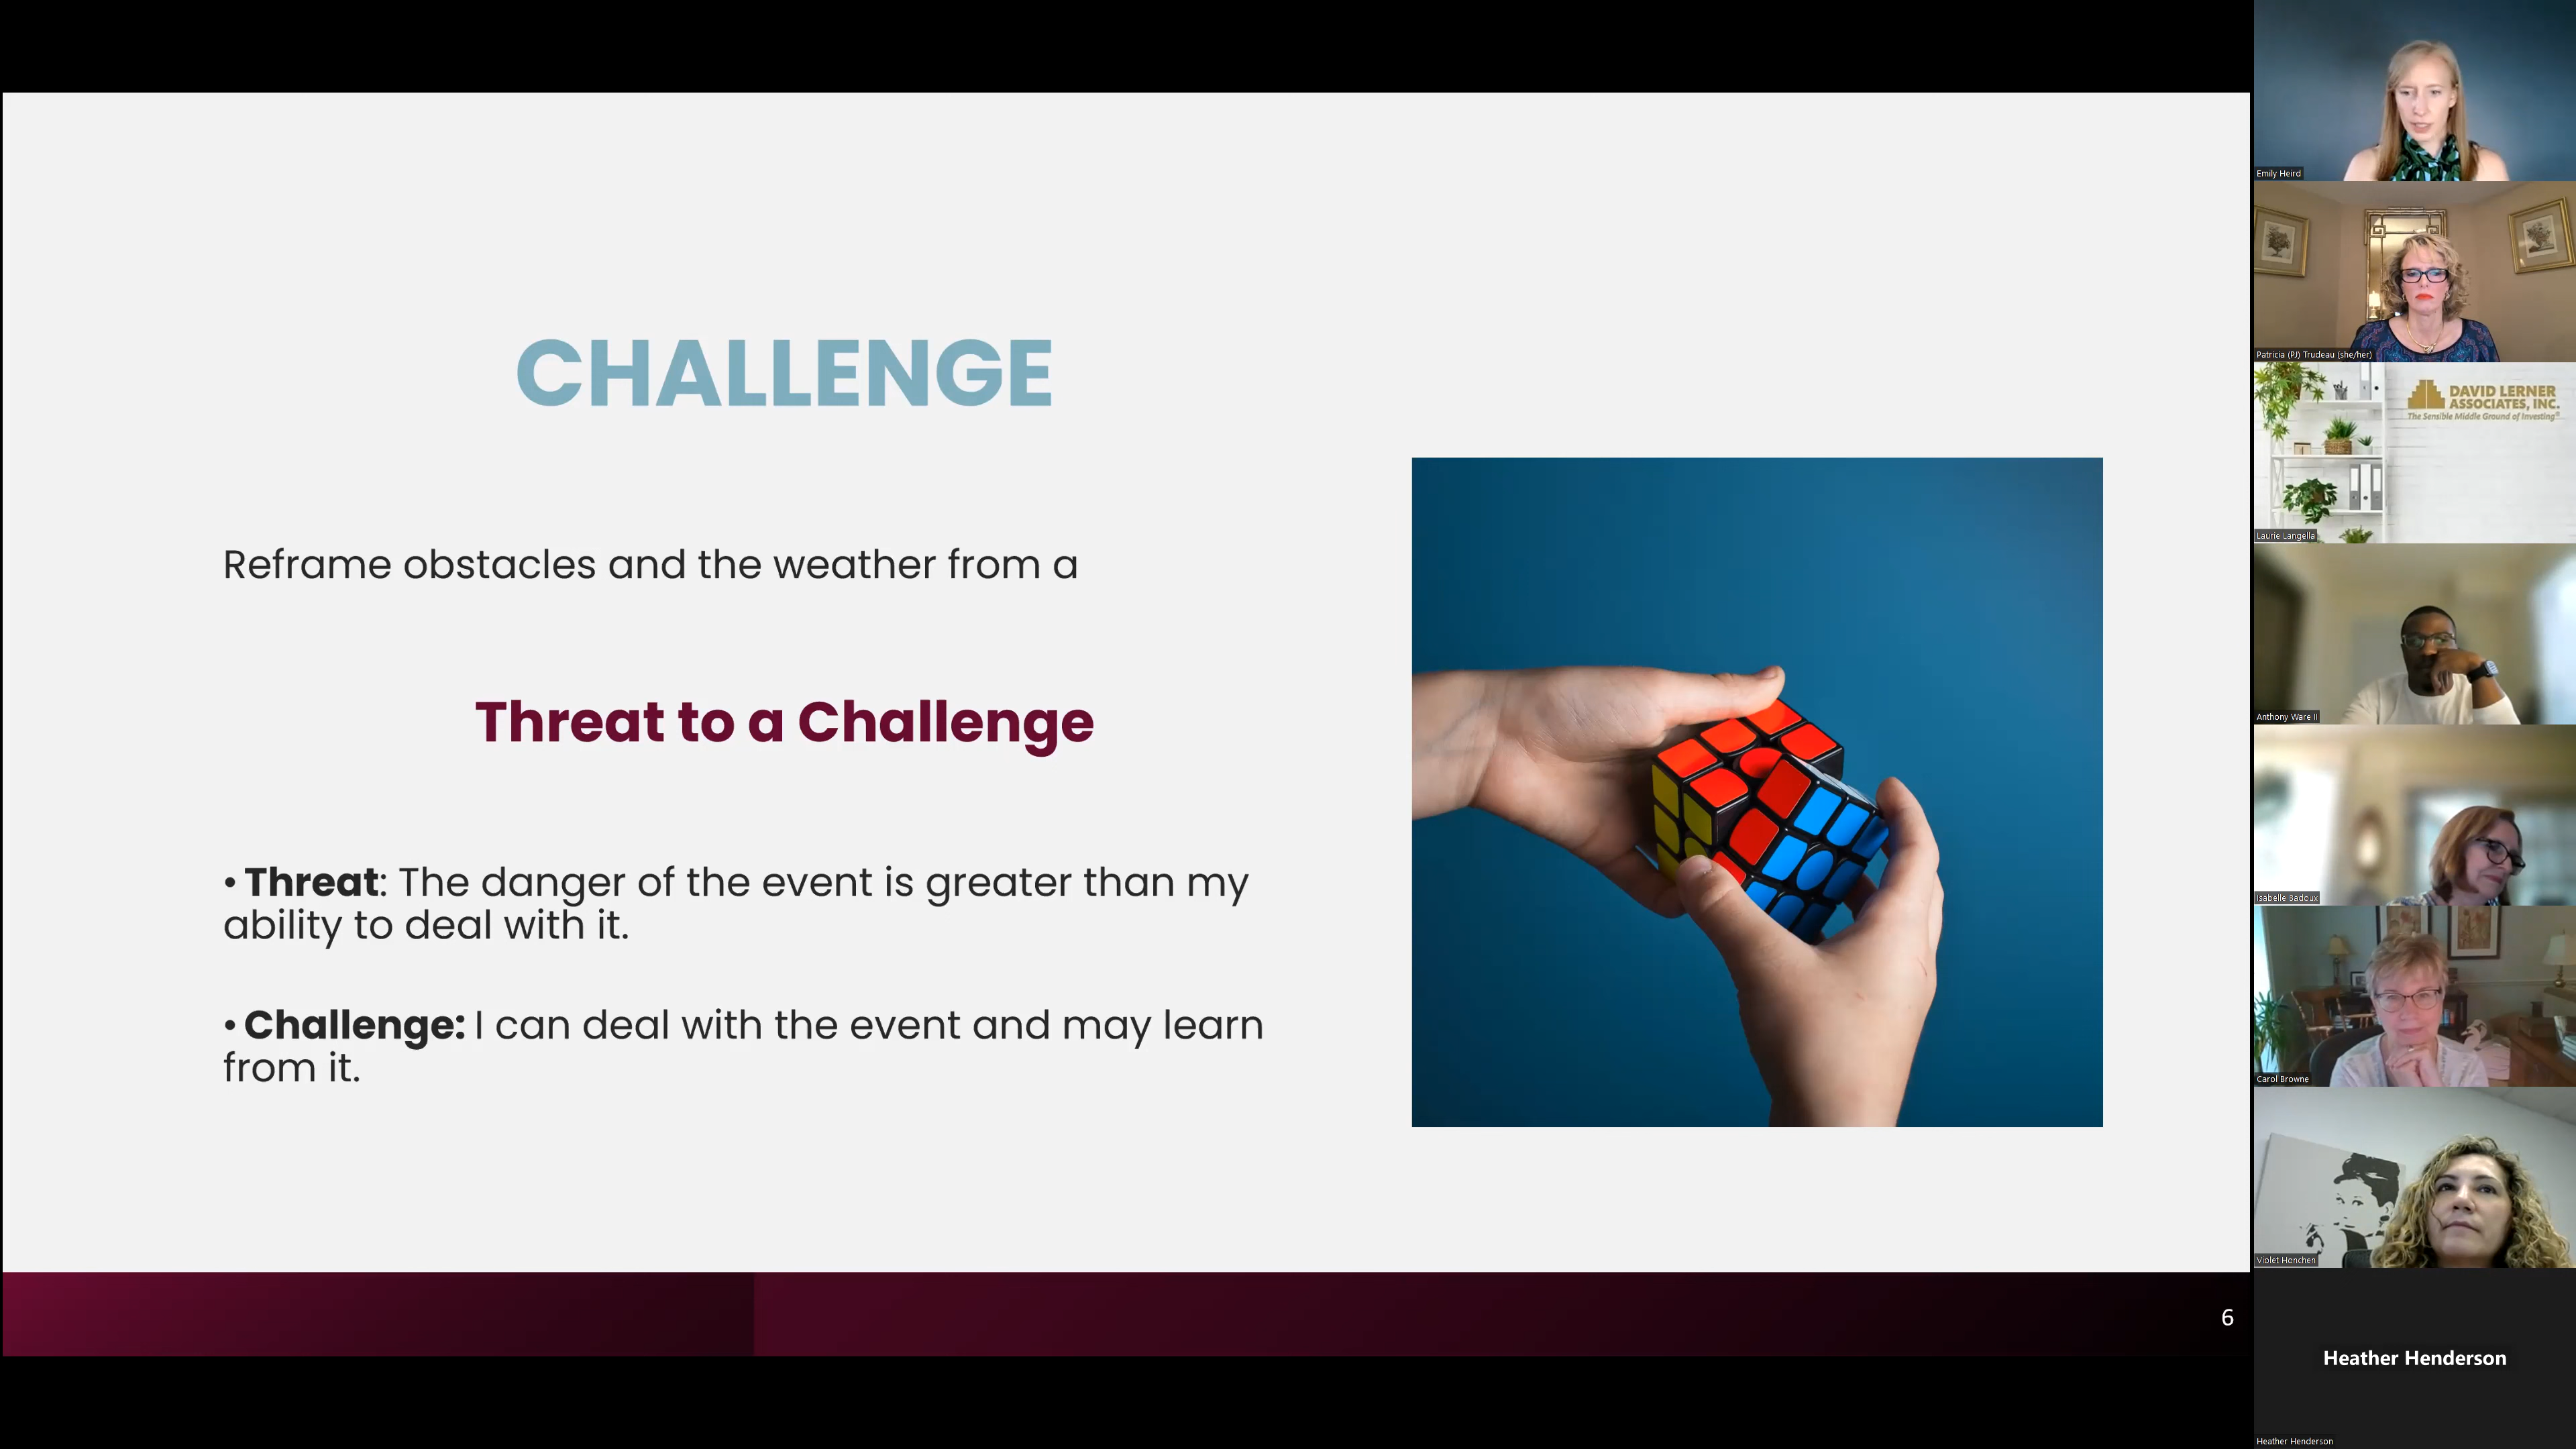 CHALLENGE
Reframe obstacles and the weather from a
Threat to a Challenge
• Threat: The danger of the event is greater than my
ability to deal with it.
• Challenge: I can deal with the event and may learn
from it.
6
Emily Heird
Patricia (PJ) Trudeau (she/her)
DAVID LERNER
ASSOCIATES, INC.
The Sensible Middle Ground of Investing®
Laurie Langella
Anthony Ware II
Isabelle Badoux
Carol Browne
Violet Honchen
Heather Henderson
Heather Henderson